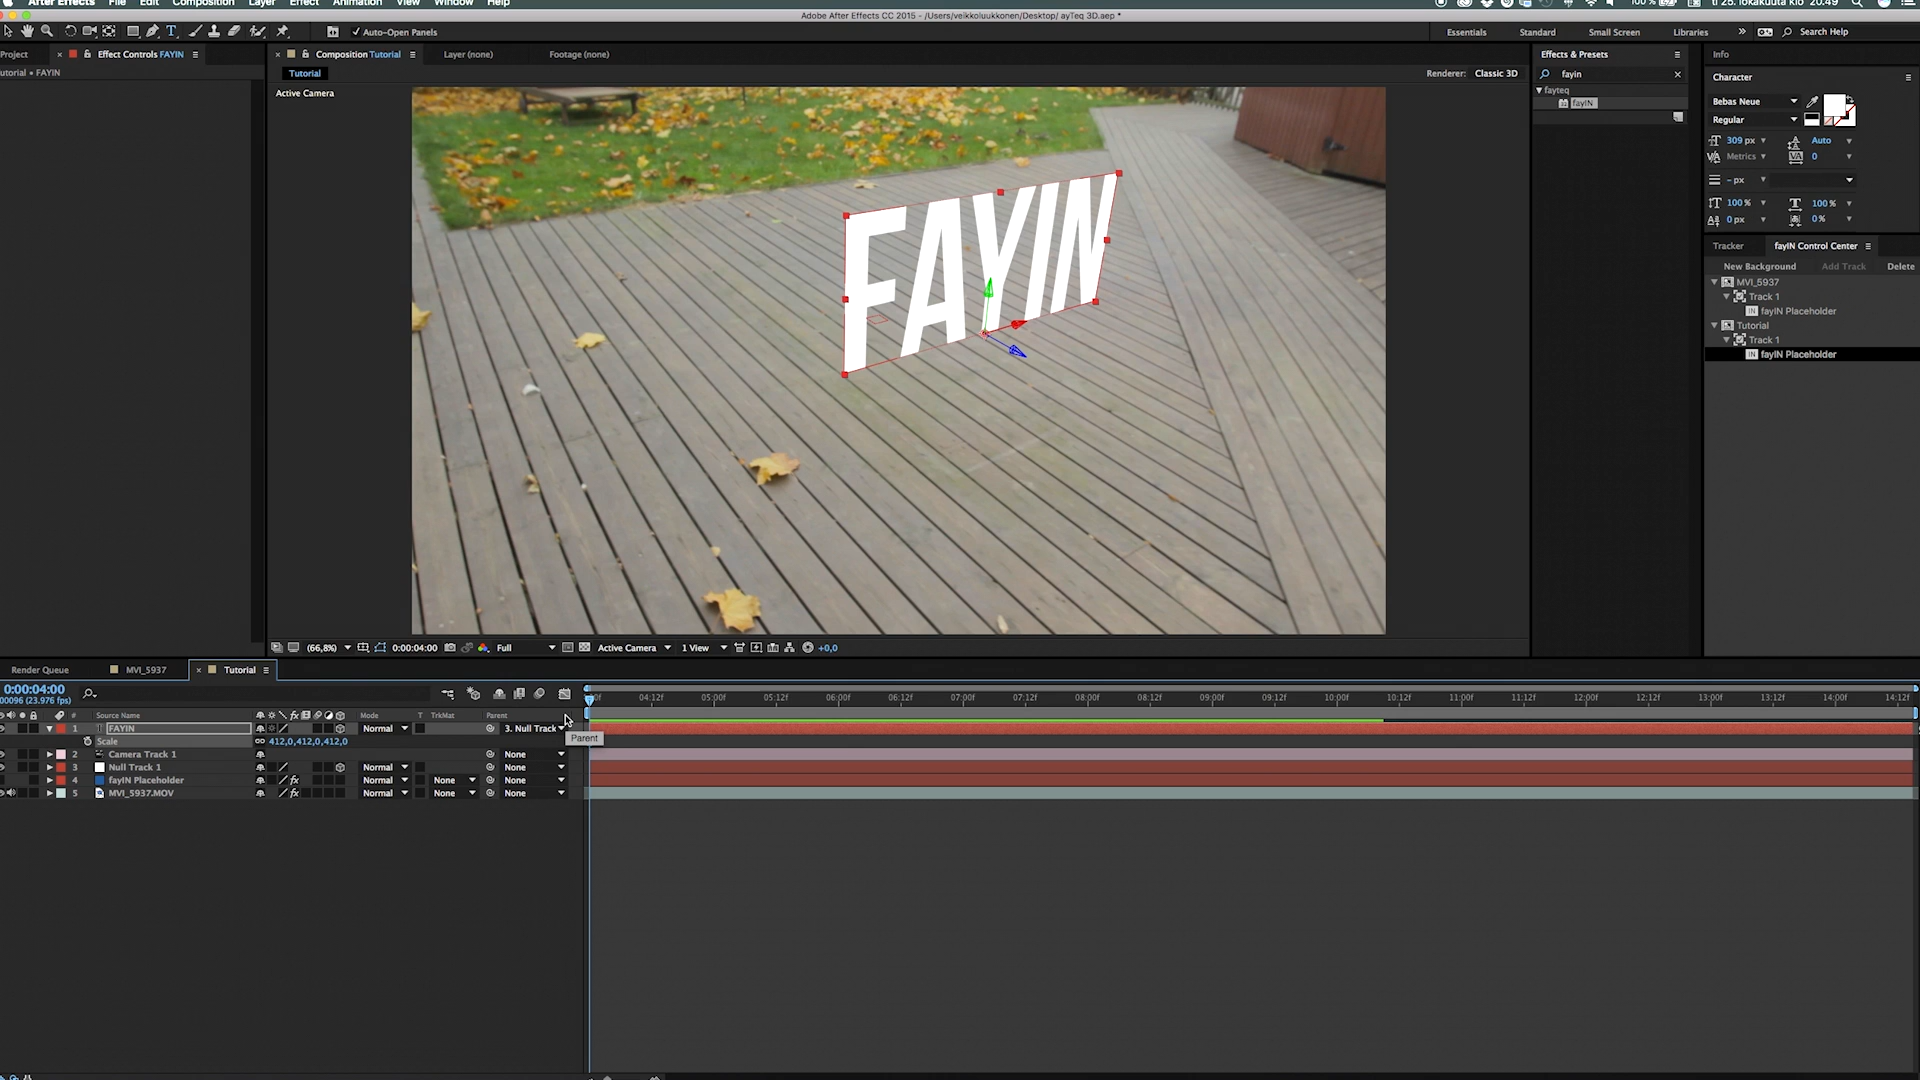 After Effects File Edit Composition Layer Effect Animation View Window Help 100 % ti 25. lokakuuta klo 20.49
Adobe After Effects CC 2015 - /Users/veikkoluukkonen/Desktop/ ayTeq 3D.aep *
Auto-Open Panels Essentials Standard Small Screen Libraries Search Help
Project Effect Controls FAYIN Composition Tutorial Layer (none) Footage (none) Effects & Presets Info
utorial • FAYIN Tutorial Renderer: Classic 3D fayin Character
Active Camera
fayteq
fayIN
Bebas Neue
Regular
309 px Auto
Metrics 0
- px
100 % 100 %
0 px 0 %
FAYIN
Tracker fayIN Control Center
New Background Add Track Delete
MVI_5937
Track 1
fayIN Placeholder
Tutorial
Track 1
IN fayIN Placeholder
(66,8%) 0:00:04:00 Full Active Camera 1 View +0,0
Render Queue MVI_5937 Tutorial
0:00:04:00
00096 (23.976 fps)
00f 04:12f 05:00f 05:12f 06:00f 06:12f 07:00f 07:12f 08:00f 08:12f 09:00f 09:12f 10:00f 10:12f 11:00f 11:12f 12:00f 12:12f 13:00f 13:12f 14:00f 14:12f
# Source Name Mode T TrkMat Parent
1 FAYIN Normal 3. Null Track
Parent
Scale 412,0,412,0,412,0
2 Camera Track 1 None
3 Null Track 1 Normal None
4 fayIN Placeholder Normal None None
5 MVI_5937.MOV Normal None None